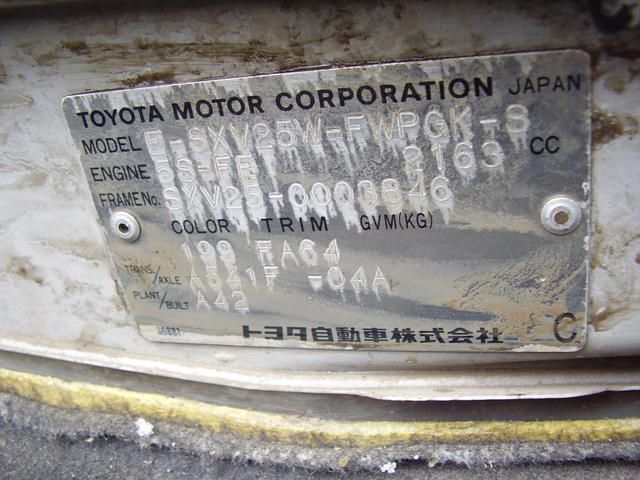 TOYOTA MOTOR CORPORATION JAPAN
MODEL E-SXV25W-FWPGK-S
ENGINE 5S-FE 2163 CC
FRAME No. SXV25-0003846
COLOR TRIM GVM(KG)
199 FA64
TRANS./AXLE A541F -04A
PLANT/BUILT A42
トヨタ自動車株式会社 C